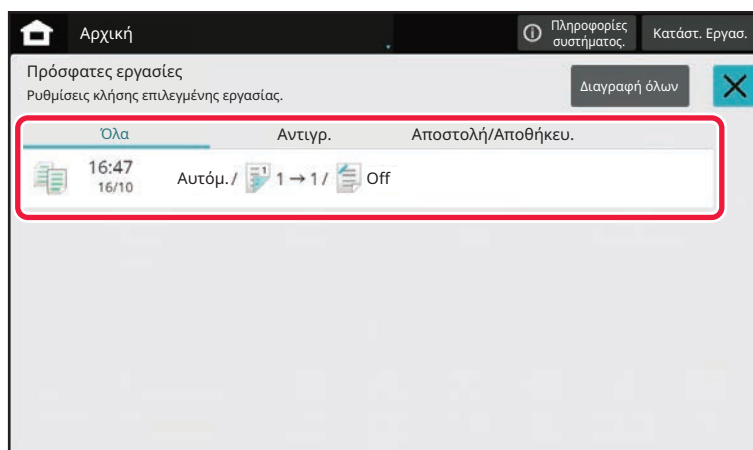 Αρχική
Πληροφορίες
συστήματος.
Κατάστ. Εργασ.
Πρόσφατες εργασίες
Ρυθμίσεις κλήσης επιλεγμένης εργασίας.
Διαγραφή όλων
Όλα Αντιγρ. Αποστολή/Αποθήκευ.
16:47
16/10
Αυτόμ./ 1 1→1/ Off